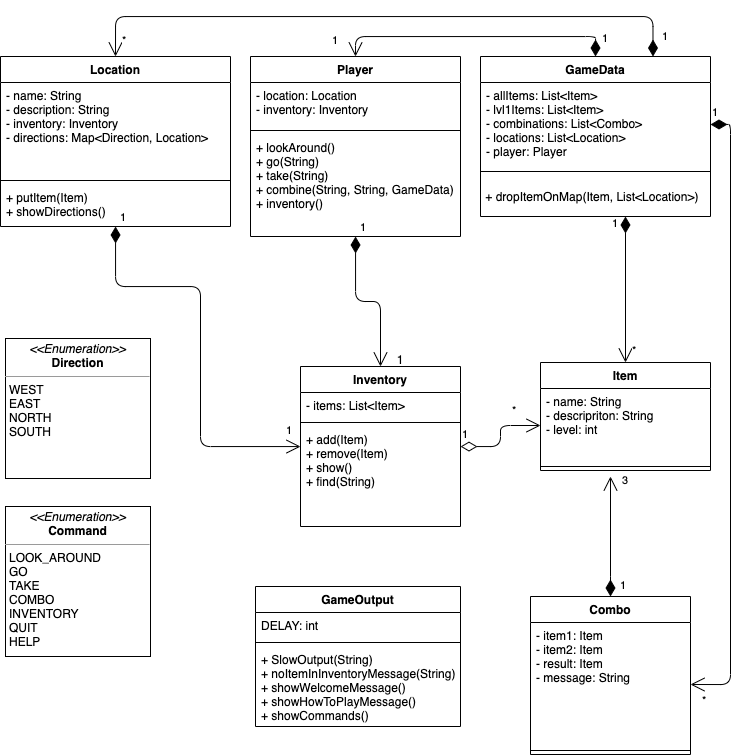 1
1
1
*
Location
- name: String
- description: String
- inventory: Inventory
- directions: Map<Direction, Location>
+ putItem(Item)
+ showDirections()
1
Player
- location: Location
- inventory: Inventory
+ lookAround()
+ go(String)
+ take(String)
+ combine(String, String, GameData)
+ inventory()
1
GameData
- allItems: List<Item>
- lvl1Items: List<Item>
- combinations: List<Combo>
- locations: List<Location>
- player: Player
+ dropItemOnMap(Item, List<Location>)
1
1
*
<<Enumeration>>
Direction
WEST
EAST
NORTH
SOUTH
1
Inventory
- items: List<Item>
+ add(Item)
+ remove(Item)
+ show()
+ find(String)
1
1
*
Item
- name: String
- descripriton: String
- level: int
3
1
<<Enumeration>>
Command
LOOK_AROUND
GO
TAKE
COMBO
INVENTORY
QUIT
HELP
GameOutput
DELAY: int
+ SlowOutput(String)
+ noItemInInventoryMessage(String)
+ showWelcomeMessage()
+ showHowToPlayMessage()
+ showCommands()
Combo
- item1: Item
- item2: Item
- result: Item
- message: String
*